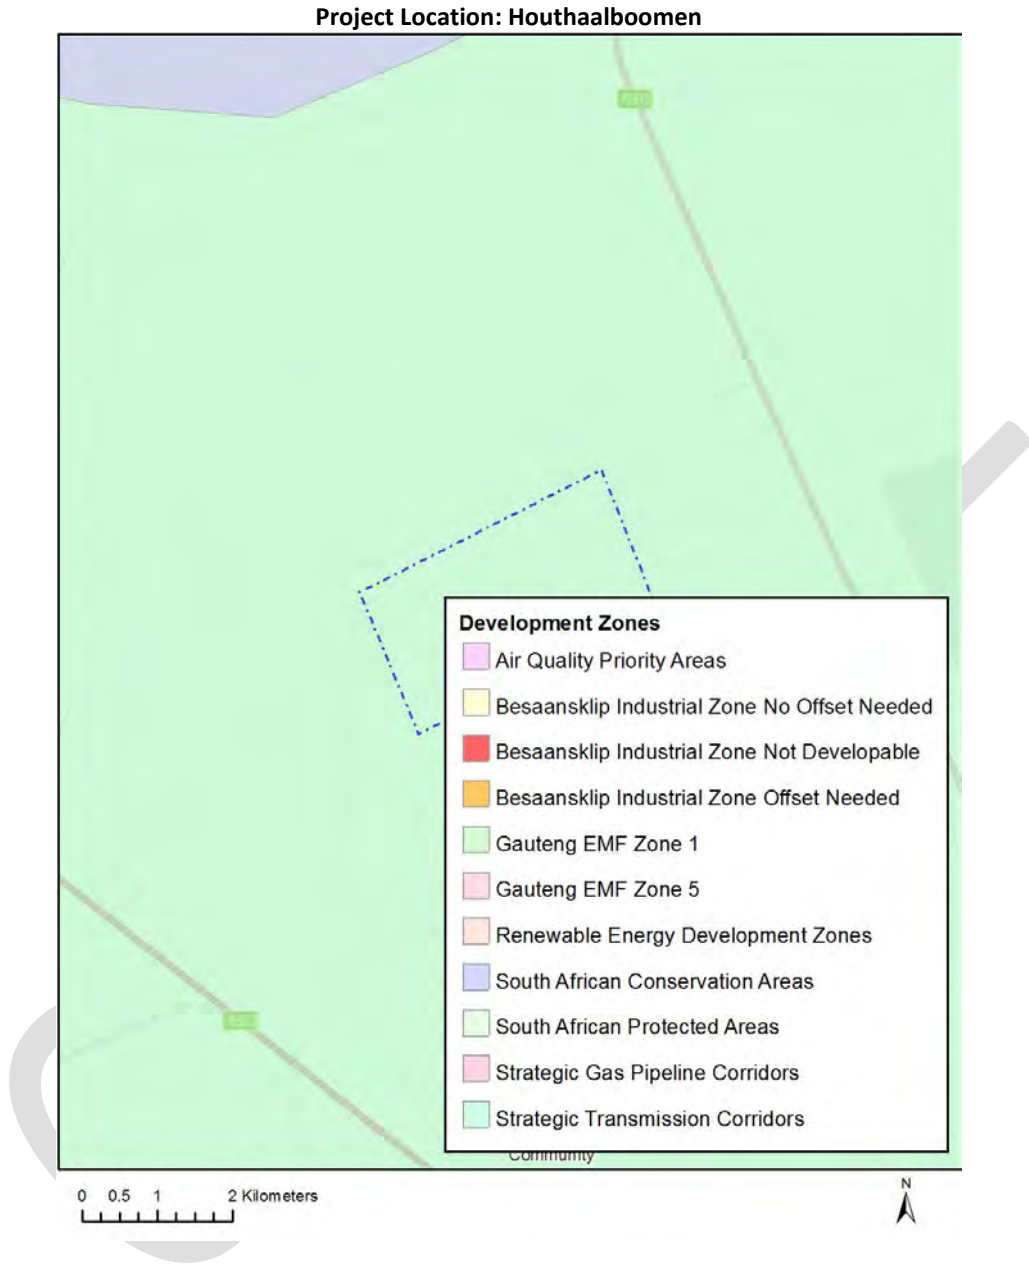 Project Location: Houthaalboomen
Development Zones
Air Quality Priority Areas
Besaansklip Industrial Zone No Offset Needed
Besaansklip Industrial Zone Not Developable
Besaansklip Industrial Zone Offset Needed
Gauteng EMF Zone 1
Gauteng EMF Zone 5
Renewable Energy Development Zones
South African Conservation Areas
South African Protected Areas
Strategic Gas Pipeline Corridors
Strategic Transmission Corridors
Community
0 0.5 1 2 Kilometers
N